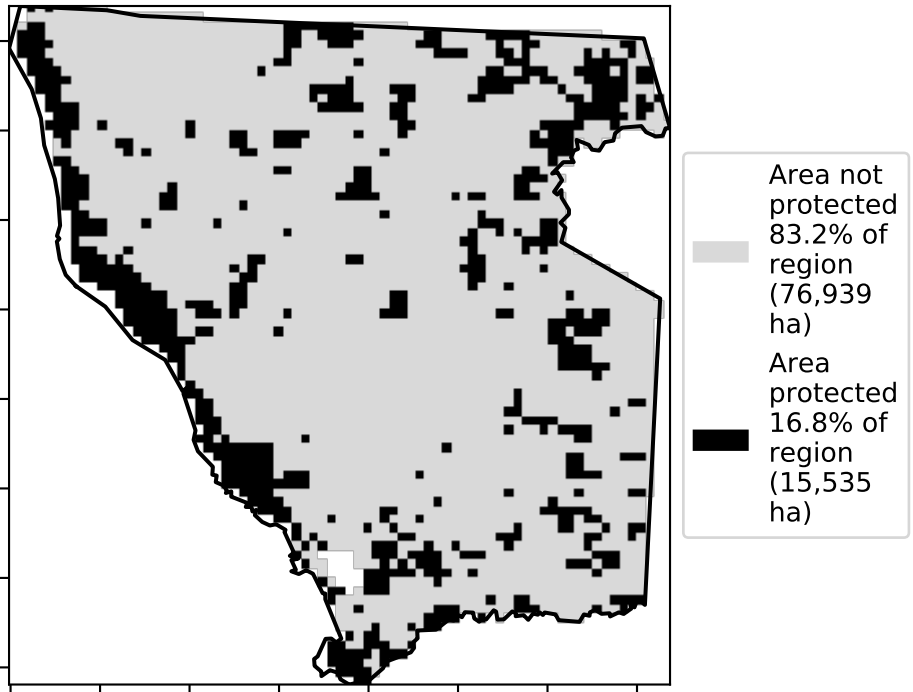 Area not
protected
83.2% of
region
(76,939
ha)
Area
protected
16.8% of
region
(15,535
ha)